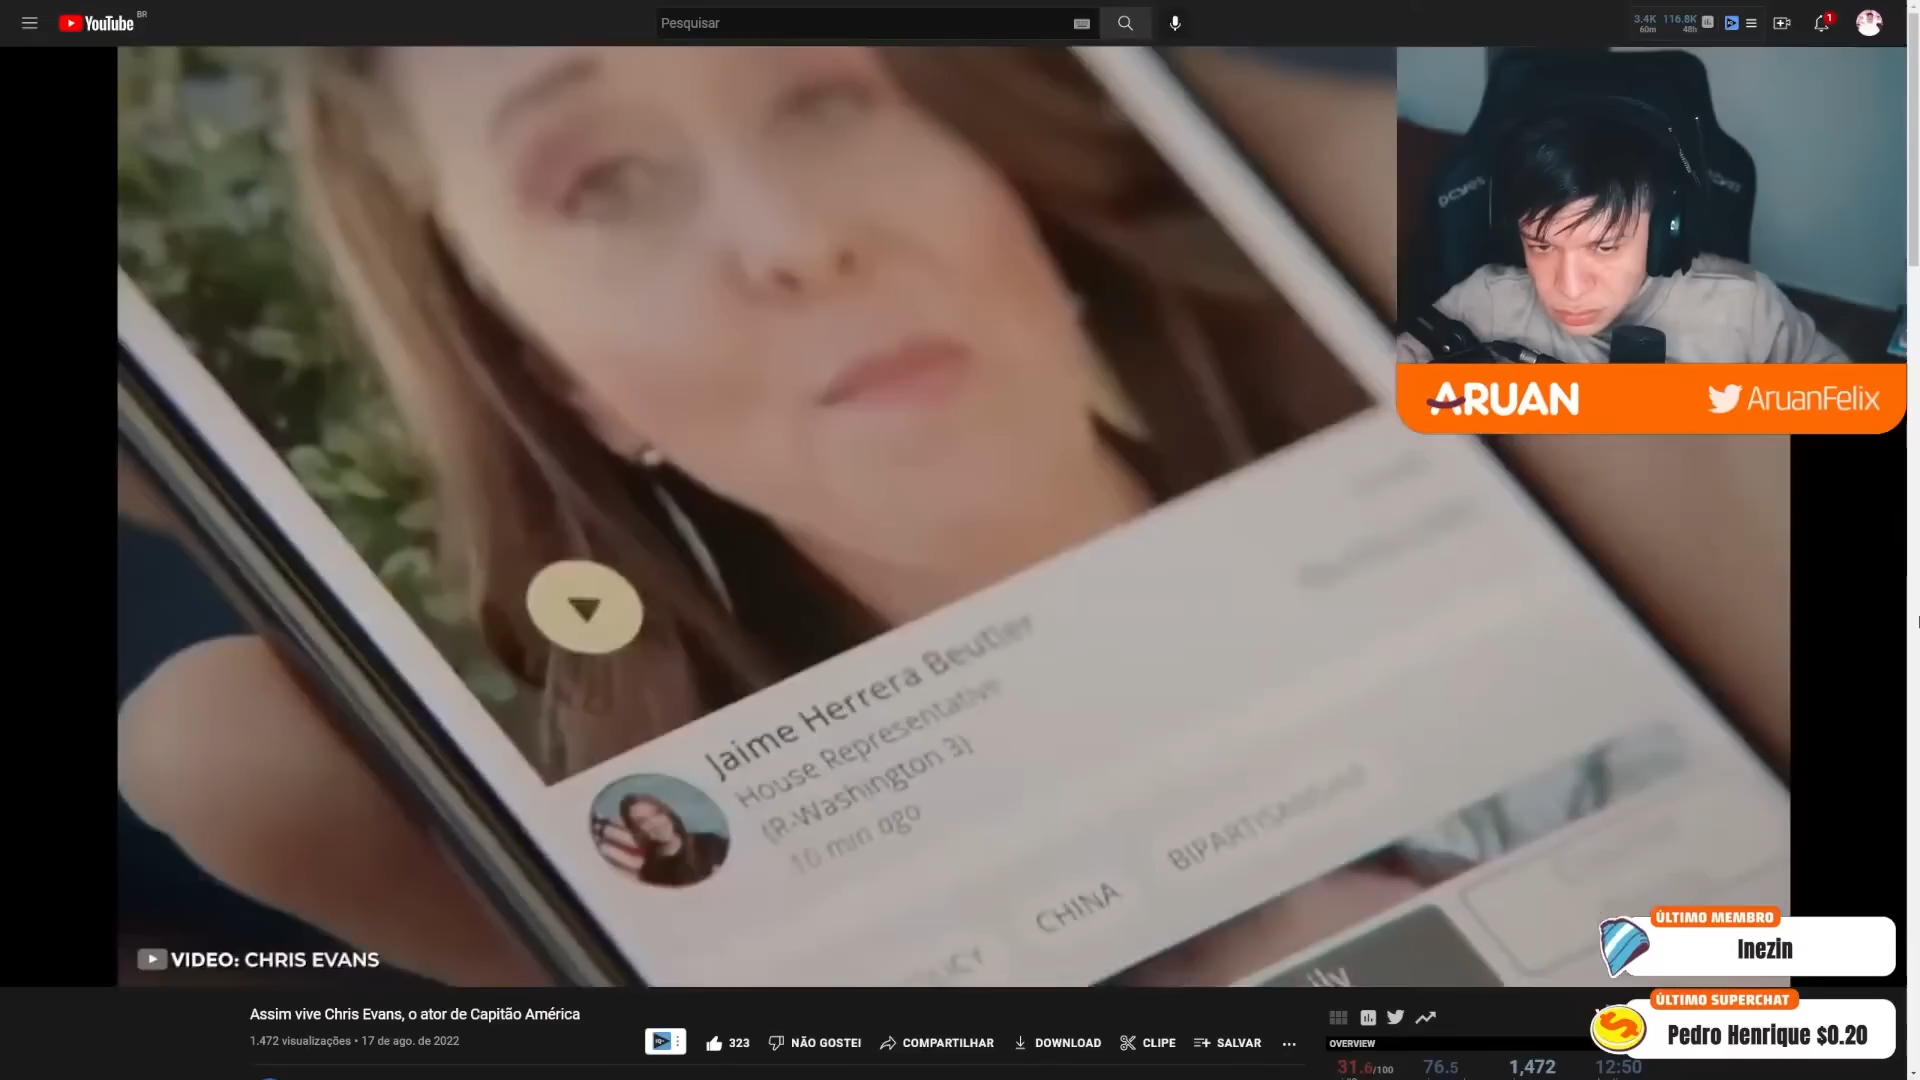 YouTube BR
Pesquisar
3.4K 116.8K
60m 48h
1
pcyes
ARUAN
AruanFelix
Jaime Herrera Beutler
House Representative
(R-Washington 3)
10 min ago
CHINA
BIPARTISANSHIP
VIDEO: CHRIS EVANS
ÚLTIMO MEMBRO
Inezin
ÚLTIMO SUPERCHAT
Pedro Henrique $0.20
Assim vive Chris Evans, o ator de Capitão América
1.472 visualizações • 17 de ago. de 2022
323
NÃO GOSTEI
COMPARTILHAR
DOWNLOAD
CLIPE
SALVAR
OVERVIEW
31.6/100 76.5 1,472 12:50